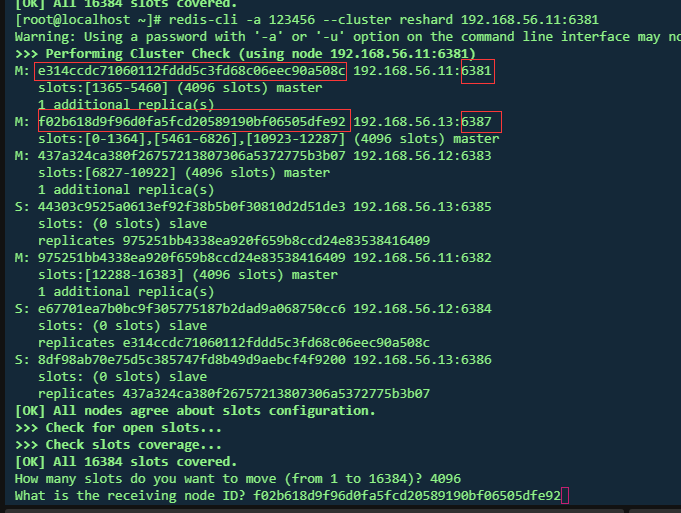 [OK] All 16384 slots covered.
[root@localhost ~]# redis-cli -a 123456 --cluster reshard 192.168.56.11:6381
Warning: Using a password with '-a' or '-u' option on the command line interface may no
>>> Performing Cluster Check (using node 192.168.56.11:6381)
M: e314ccdc71060112fddd5c3fd68c06eec90a508c 192.168.56.11:6381
slots:[1365-5460] (4096 slots) master
1 additional replica(s)
M: f02b618d9f96d0fa5fcd20589190bf06505dfe92 192.168.56.13:6387
slots:[0-1364],[5461-6826],[10923-12287] (4096 slots) master
M: 437a324ca380f26757213807306a5372775b3b07 192.168.56.12:6383
slots:[6827-10922] (4096 slots) master
1 additional replica(s)
S: 44303c9525a0613ef92f38b5b0f30810d2d51de3 192.168.56.13:6385
slots: (0 slots) slave
replicates 975251bb4338ea920f659b8ccd24e83538416409
M: 975251bb4338ea920f659b8ccd24e83538416409 192.168.56.11:6382
slots:[12288-16383] (4096 slots) master
1 additional replica(s)
S: e67701ea7b0bc9f305775187b2dad9a068750cc6 192.168.56.12:6384
slots: (0 slots) slave
replicates e314ccdc71060112fddd5c3fd68c06eec90a508c
S: 8df98ab70e75d5c385747fd8b49d9aebcf4f9200 192.168.56.13:6386
slots: (0 slots) slave
replicates 437a324ca380f26757213807306a5372775b3b07
[OK] All nodes agree about slots configuration.
>>> Check for open slots...
>>> Check slots coverage...
[OK] All 16384 slots covered.
How many slots do you want to move (from 1 to 16384)? 4096
What is the receiving node ID? f02b618d9f96d0fa5fcd20589190bf06505dfe92